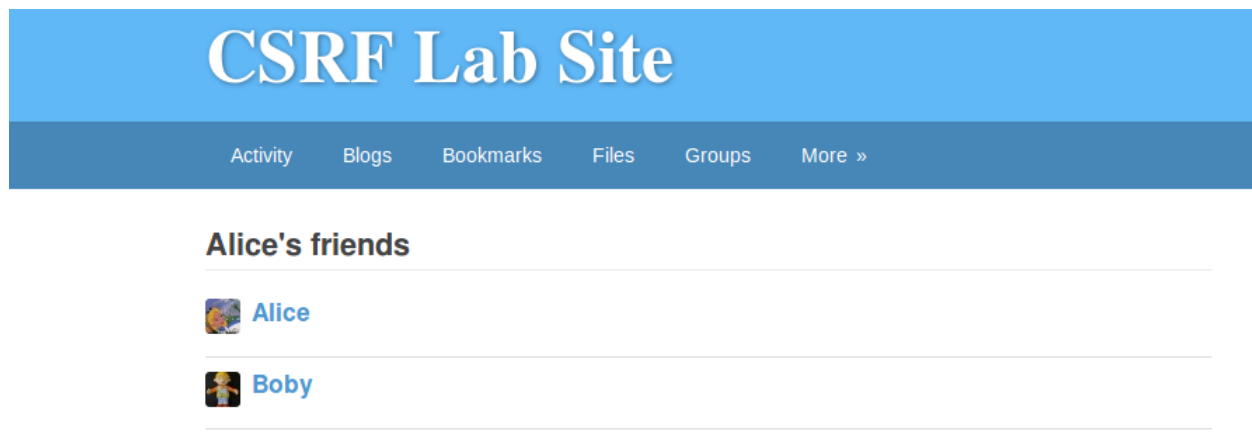 CSRF Lab Site
Activity Blogs Bookmarks Files Groups More »
Alice's friends
Alice
Boby